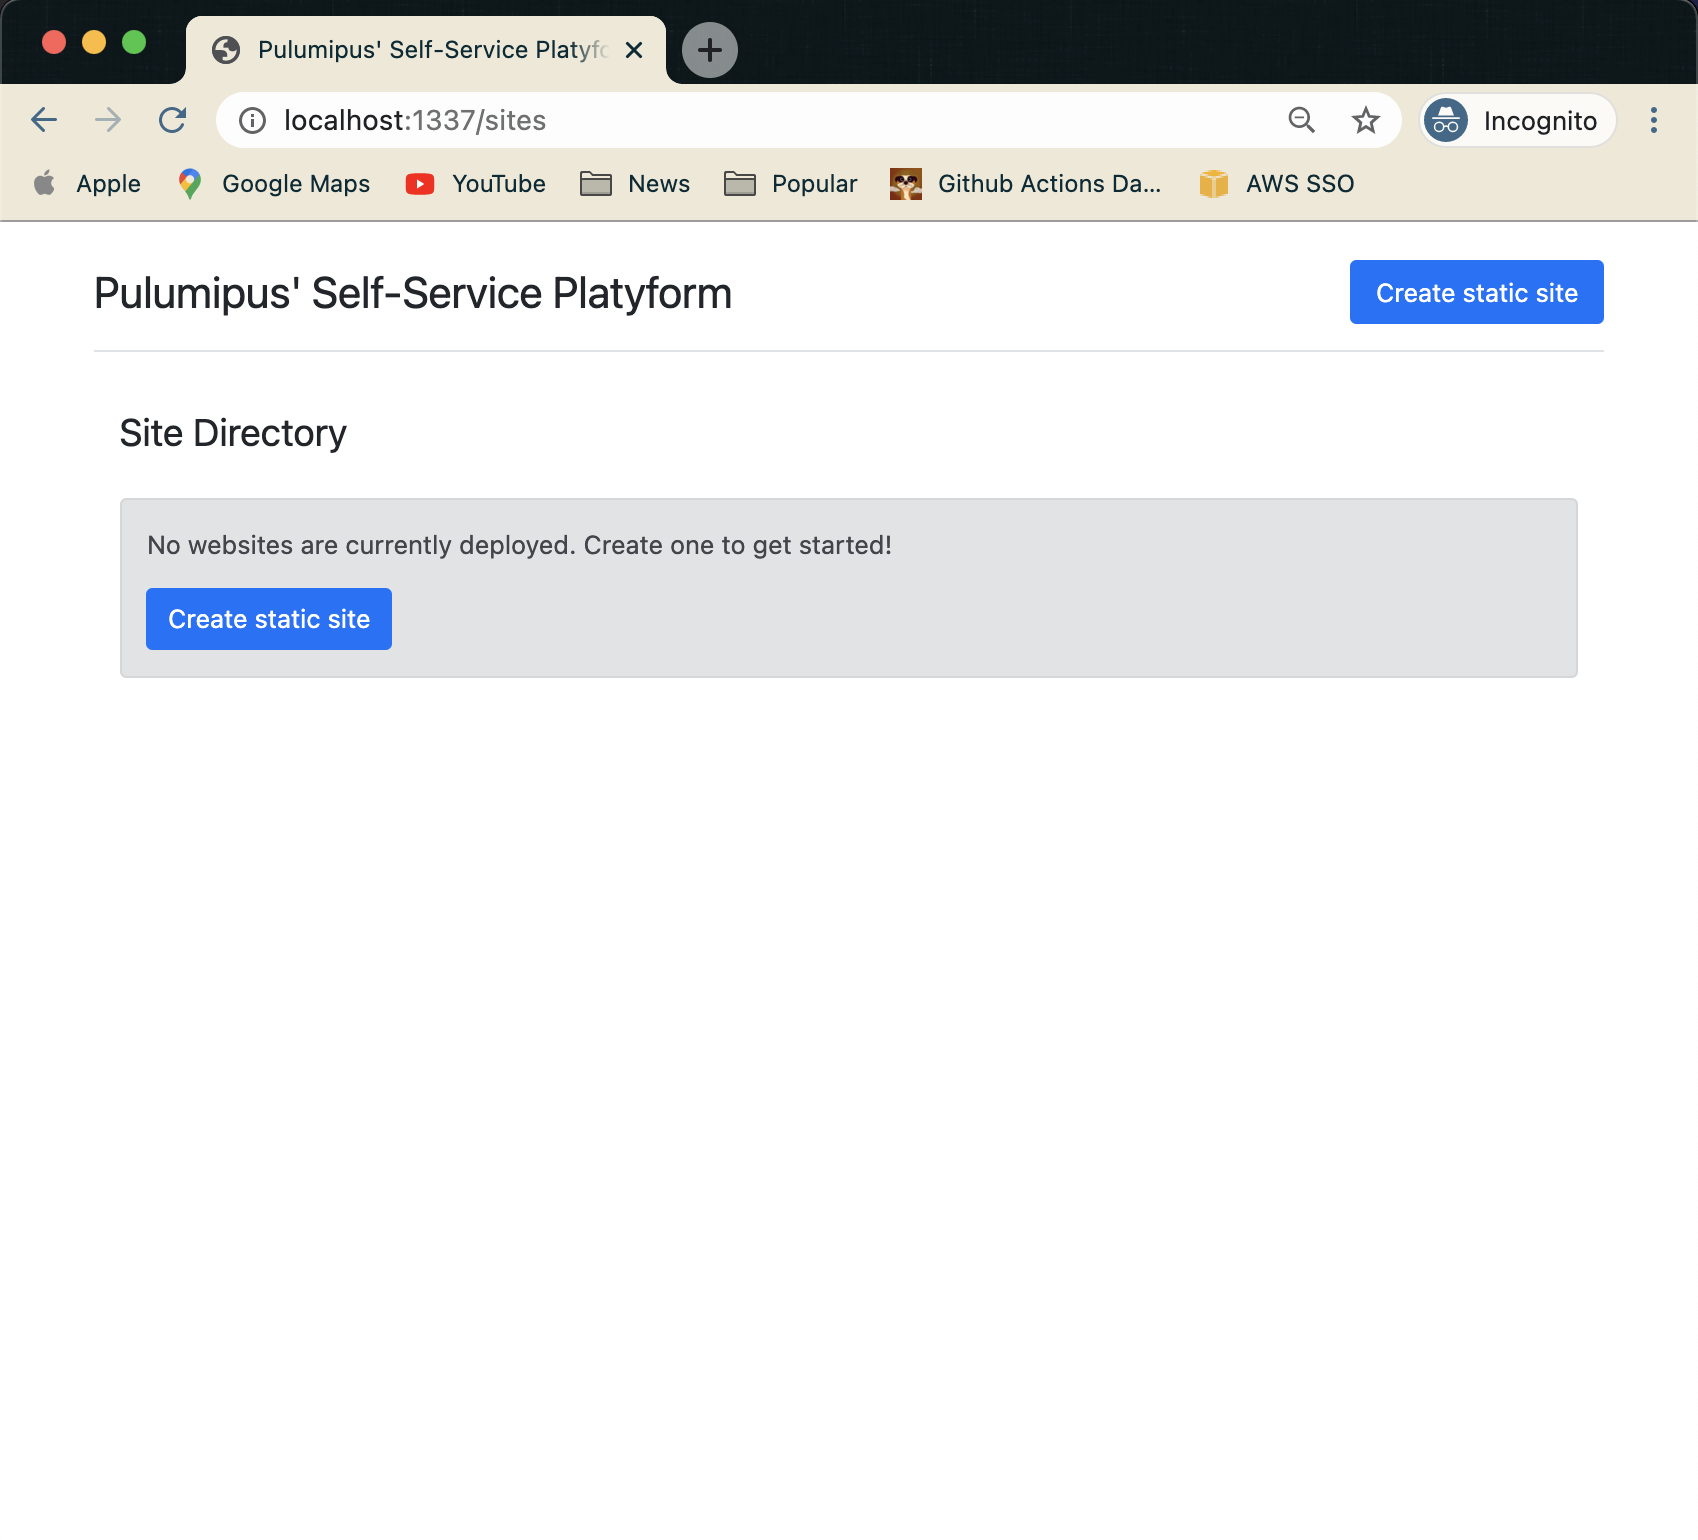 Pulumipus' Self-Service Platyfo
localhost:1337/sites
Incognito
Apple Google Maps YouTube News Popular Github Actions Da... AWS SSO
Pulumipus' Self-Service Platyform
Create static site
Site Directory
No websites are currently deployed. Create one to get started!
Create static site